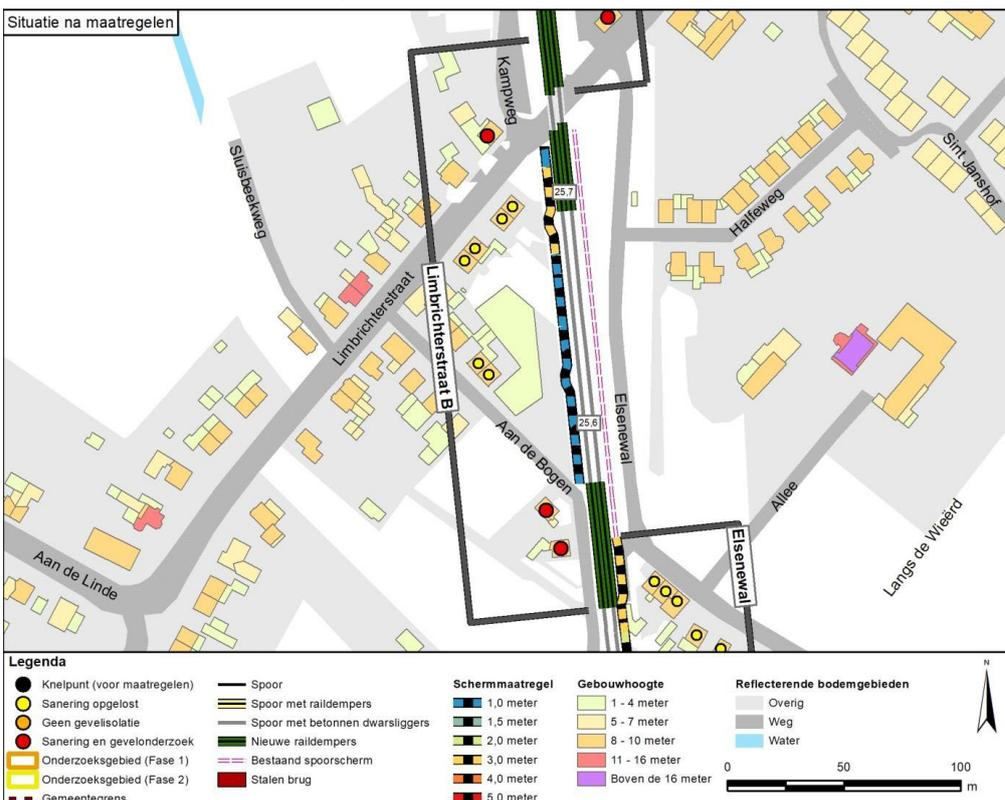 Situatie na maatregelen
Kampweg
Sluisbeekweg
25,7
Halfeweg
Sint Janshof
Limbrichterstraat
Limbrichterstraat B
25,6
Elsenewal
Aan de Bogen
Allee
Langs de Wieërd
Elsenewal
Aan de Linde
Legenda
Knelpunt (voor maatregelen)
Sanering opgelost
Geen gevelisolatie
Sanering en gevelonderzoek
Onderzoeksgebied (Fase 1)
Onderzoeksgebied (Fase 2)
Gemeentegrens
Spoor
Spoor met raildempers
Spoor met betonnen dwarsliggers
Nieuwe raildempers
Bestaand spoorscherm
Stalen brug
Schermmaatregel
1,0 meter
1,5 meter
2,0 meter
3,0 meter
4,0 meter
5,0 meter
Gebouwhoogte
1 - 4 meter
5 - 7 meter
8 - 10 meter
11 - 16 meter
Boven de 16 meter
Reflecterende bodemgebieden
Overig
Weg
Water
N
0 50 100
m